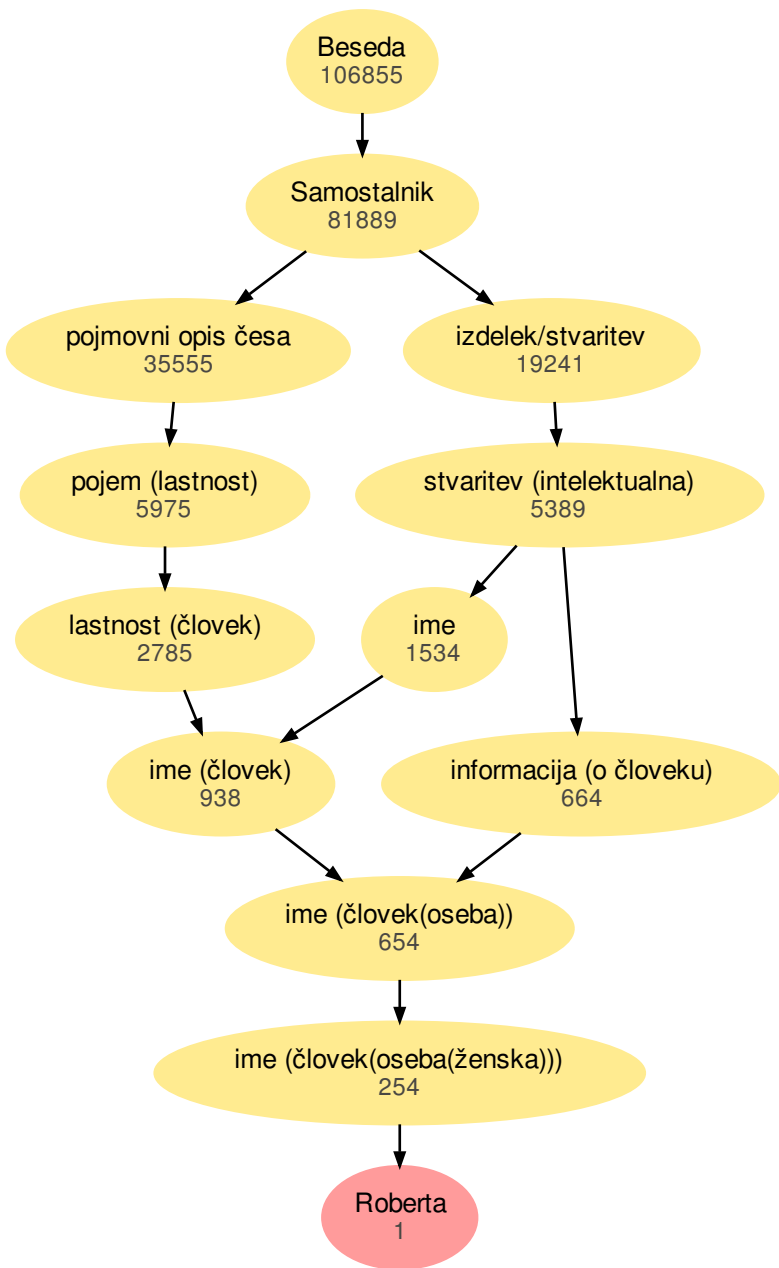 Beseda
106855
Samostalnik
81889
pojmovni opis česa
35555
izdelek/stvaritev
19241
pojem (lastnost)
5975
stvaritev (intelektualna)
5389
lastnost (človek)
2785
ime
1534
ime (človek)
938
informacija (o človeku)
664
ime (človek(oseba))
654
ime (človek(oseba(ženska)))
254
Roberta
1